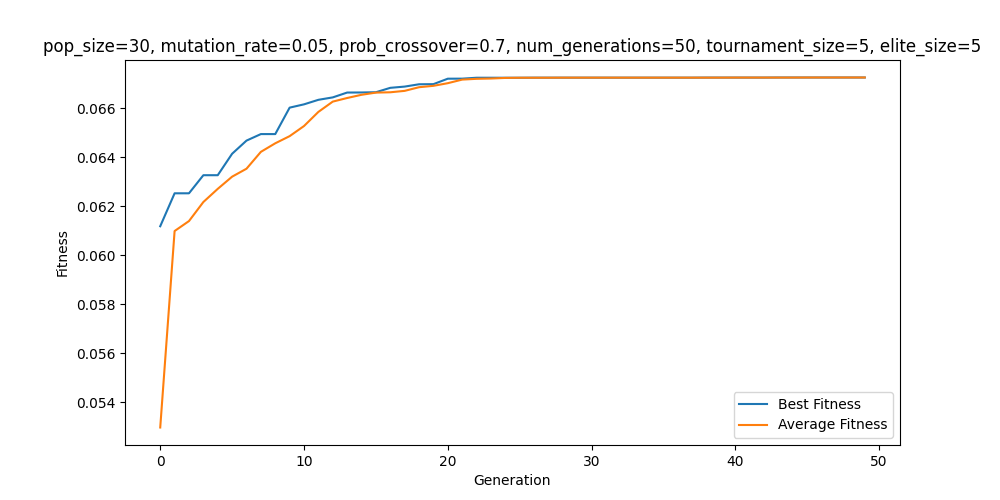 pop_size=30, mutation_rate=0.05, prob_crossover=0.7, num_generations=50, tournament_size=5, elite_size=5
0.066
0.064
0.062
0.060
0.058
0.056
0.054
Fitness
Best Fitness
Average Fitness
0 10 20 30 40 50
Generation